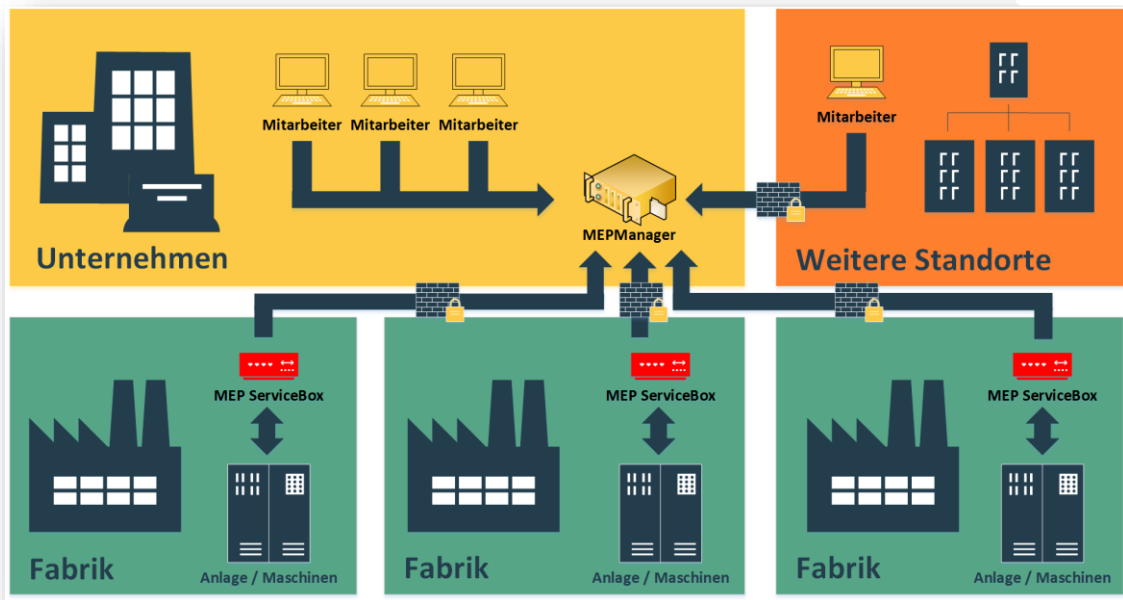 Mitarbeiter Mitarbeiter Mitarbeiter
Mitarbeiter
MEPManager
Unternehmen
Weitere Standorte
MEP ServiceBox
MEP ServiceBox
MEP ServiceBox
Fabrik
Anlage / Maschinen
Fabrik
Anlage / Maschinen
Fabrik
Anlage / Maschinen